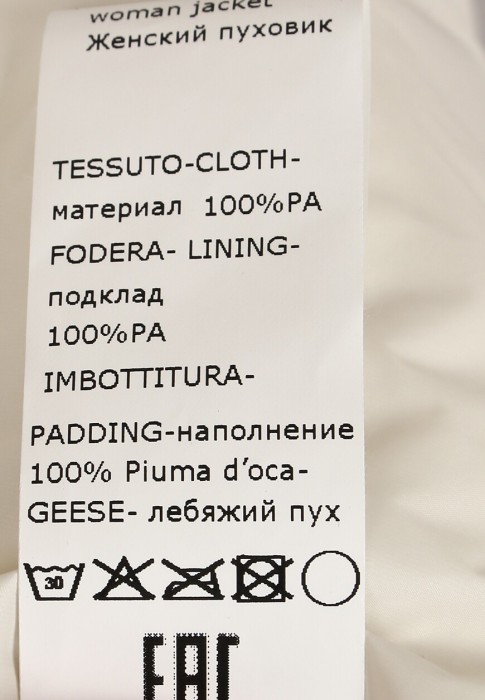 woman jacket
Женский пуховик
TESSUTO-CLOTH-
материал 100%PA
FODERA- LINING-
подклад
100%PA
IMBOTTITURA-
PADDING-наполнение
100% Piuma d’oca-
GEESE- лебяжий пух
30
EAC